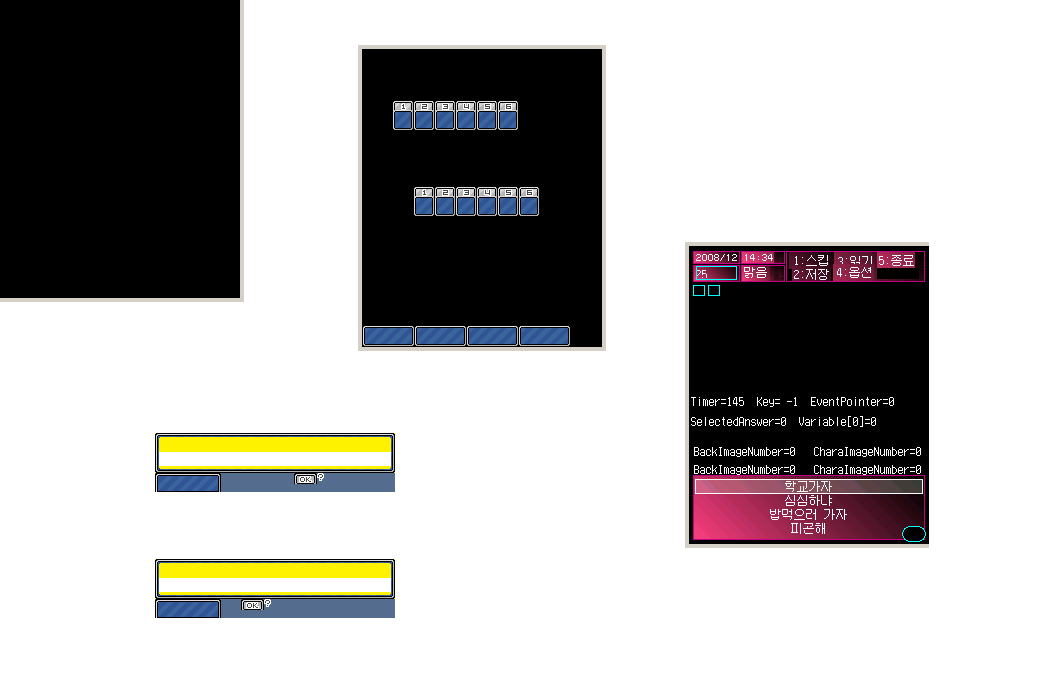 1 2 3 4 5 6
1 2 3 4 5 6
2008/12 14:34 1:스킵 3:읽기 5:종료
25 맑음 2:저장 4:옵션
Timer=145 Key= -1 EventPointer=0
SelectedAnswer=0 Variable[0]=0
BackImageNumber=0 CharaImageNumber=0
BackImageNumber=0 CharaImageNumber=0
학교가자
심심하냐
밥먹으러 가자
피곤해
OK ?
OK ?